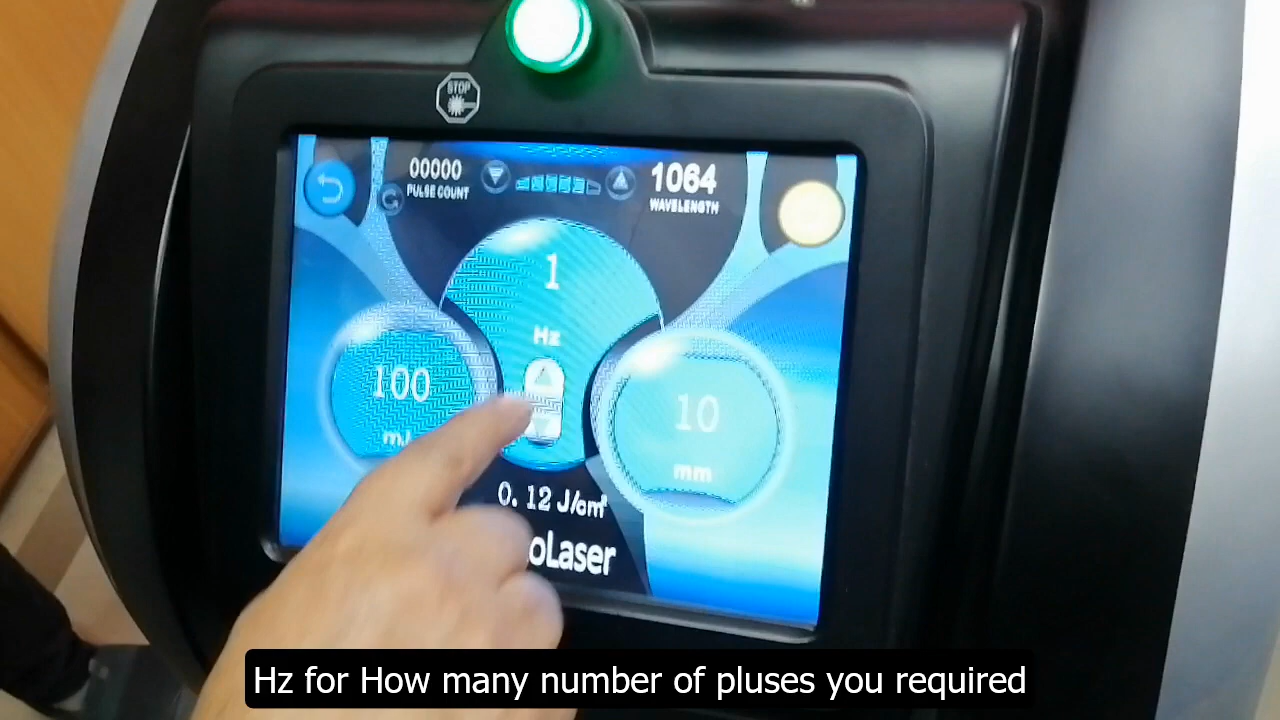 STOP
00000
PULSE COUNT
1064
WAVELENGTH
1
Hz
100
mJ
10
mm
0.12 J/cm²
oLaser
Hz for How many number of pluses you required